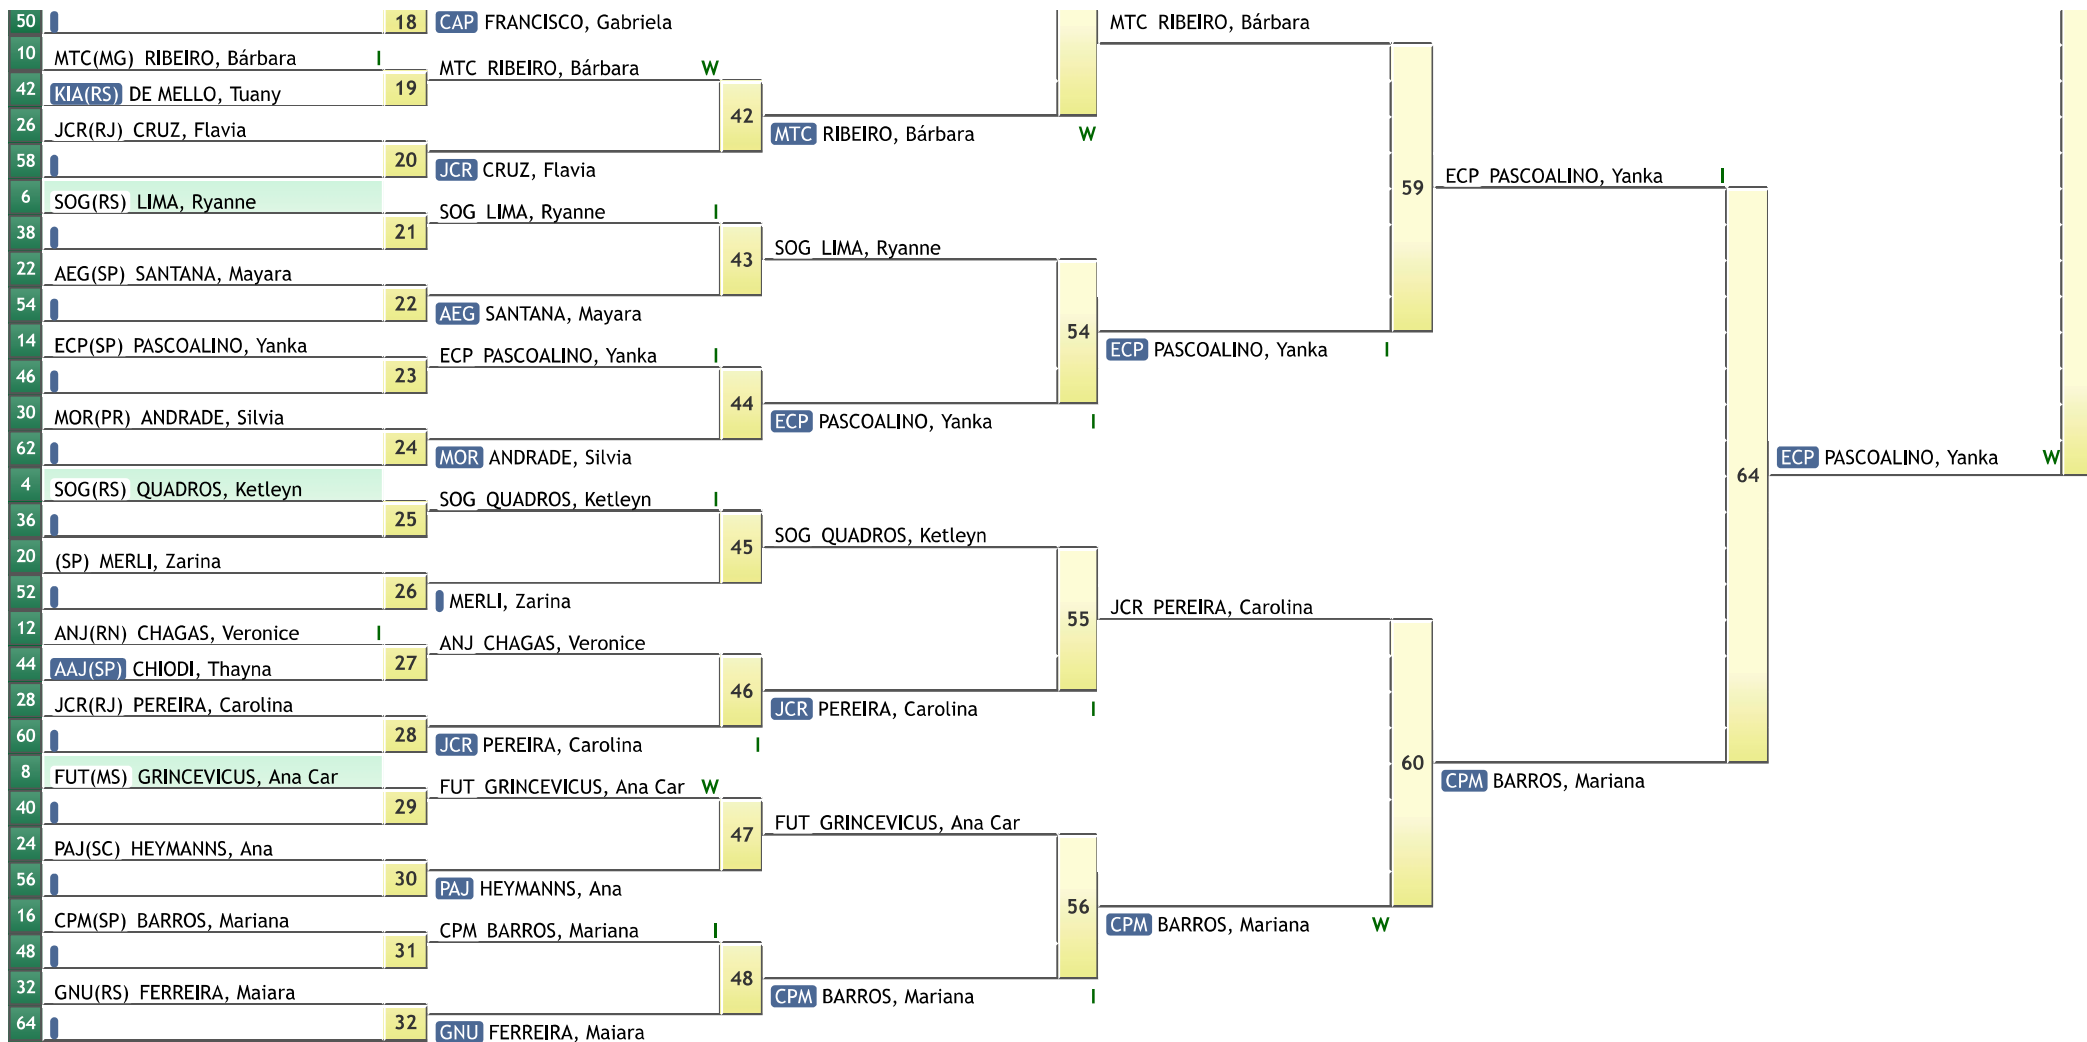 50
18 CAP FRANCISCO, Gabriela
MTC RIBEIRO, Bárbara
10 MTC(MG) RIBEIRO, Bárbara I
MTC RIBEIRO, Bárbara W
42 KIA(RS) DE MELLO, Tuany
19
42
26 JCR(RJ) CRUZ, Flavia
MTC RIBEIRO, Bárbara W
58
20
JCR CRUZ, Flavia
ECP PASCOALINO, Yanka I
59
6 SOG(RS) LIMA, Ryanne
SOG LIMA, Ryanne I
38
21
SOG LIMA, Ryanne
43
22 AEG(SP) SANTANA, Mayara
54
22
AEG SANTANA, Mayara
54
14 ECP(SP) PASCOALINO, Yanka
ECP PASCOALINO, Yanka I
ECP PASCOALINO, Yanka I
46
23
44
30 MOR(PR) ANDRADE, Silvia
ECP PASCOALINO, Yanka I
62
24
MOR ANDRADE, Silvia
ECP PASCOALINO, Yanka W
64
4 SOG(RS) QUADROS, Ketleyn
SOG QUADROS, Ketleyn I
36
25
SOG QUADROS, Ketleyn
45
20 (SP) MERLI, Zarina
52
26
MERLI, Zarina
JCR PEREIRA, Carolina
55
12 ANJ(RN) CHAGAS, Veronice I
ANJ CHAGAS, Veronice
44 AAJ(SP) CHIODI, Thayna
27
46
28 JCR(RJ) PEREIRA, Carolina
JCR PEREIRA, Carolina I
60
28
JCR PEREIRA, Carolina I
60
8 FUT(MS) GRINCEVICUS, Ana Car
CPM BARROS, Mariana
FUT GRINCEVICUS, Ana Car W
40
29
FUT GRINCEVICUS, Ana Car
47
24 PAJ(SC) HEYMANNS, Ana
56
30
PAJ HEYMANNS, Ana
56
16 CPM(SP) BARROS, Mariana
CPM BARROS, Mariana W
CPM BARROS, Mariana I
48
31
48
32 GNU(RS) FERREIRA, Maiara
CPM BARROS, Mariana I
64
32
GNU FERREIRA, Maiara